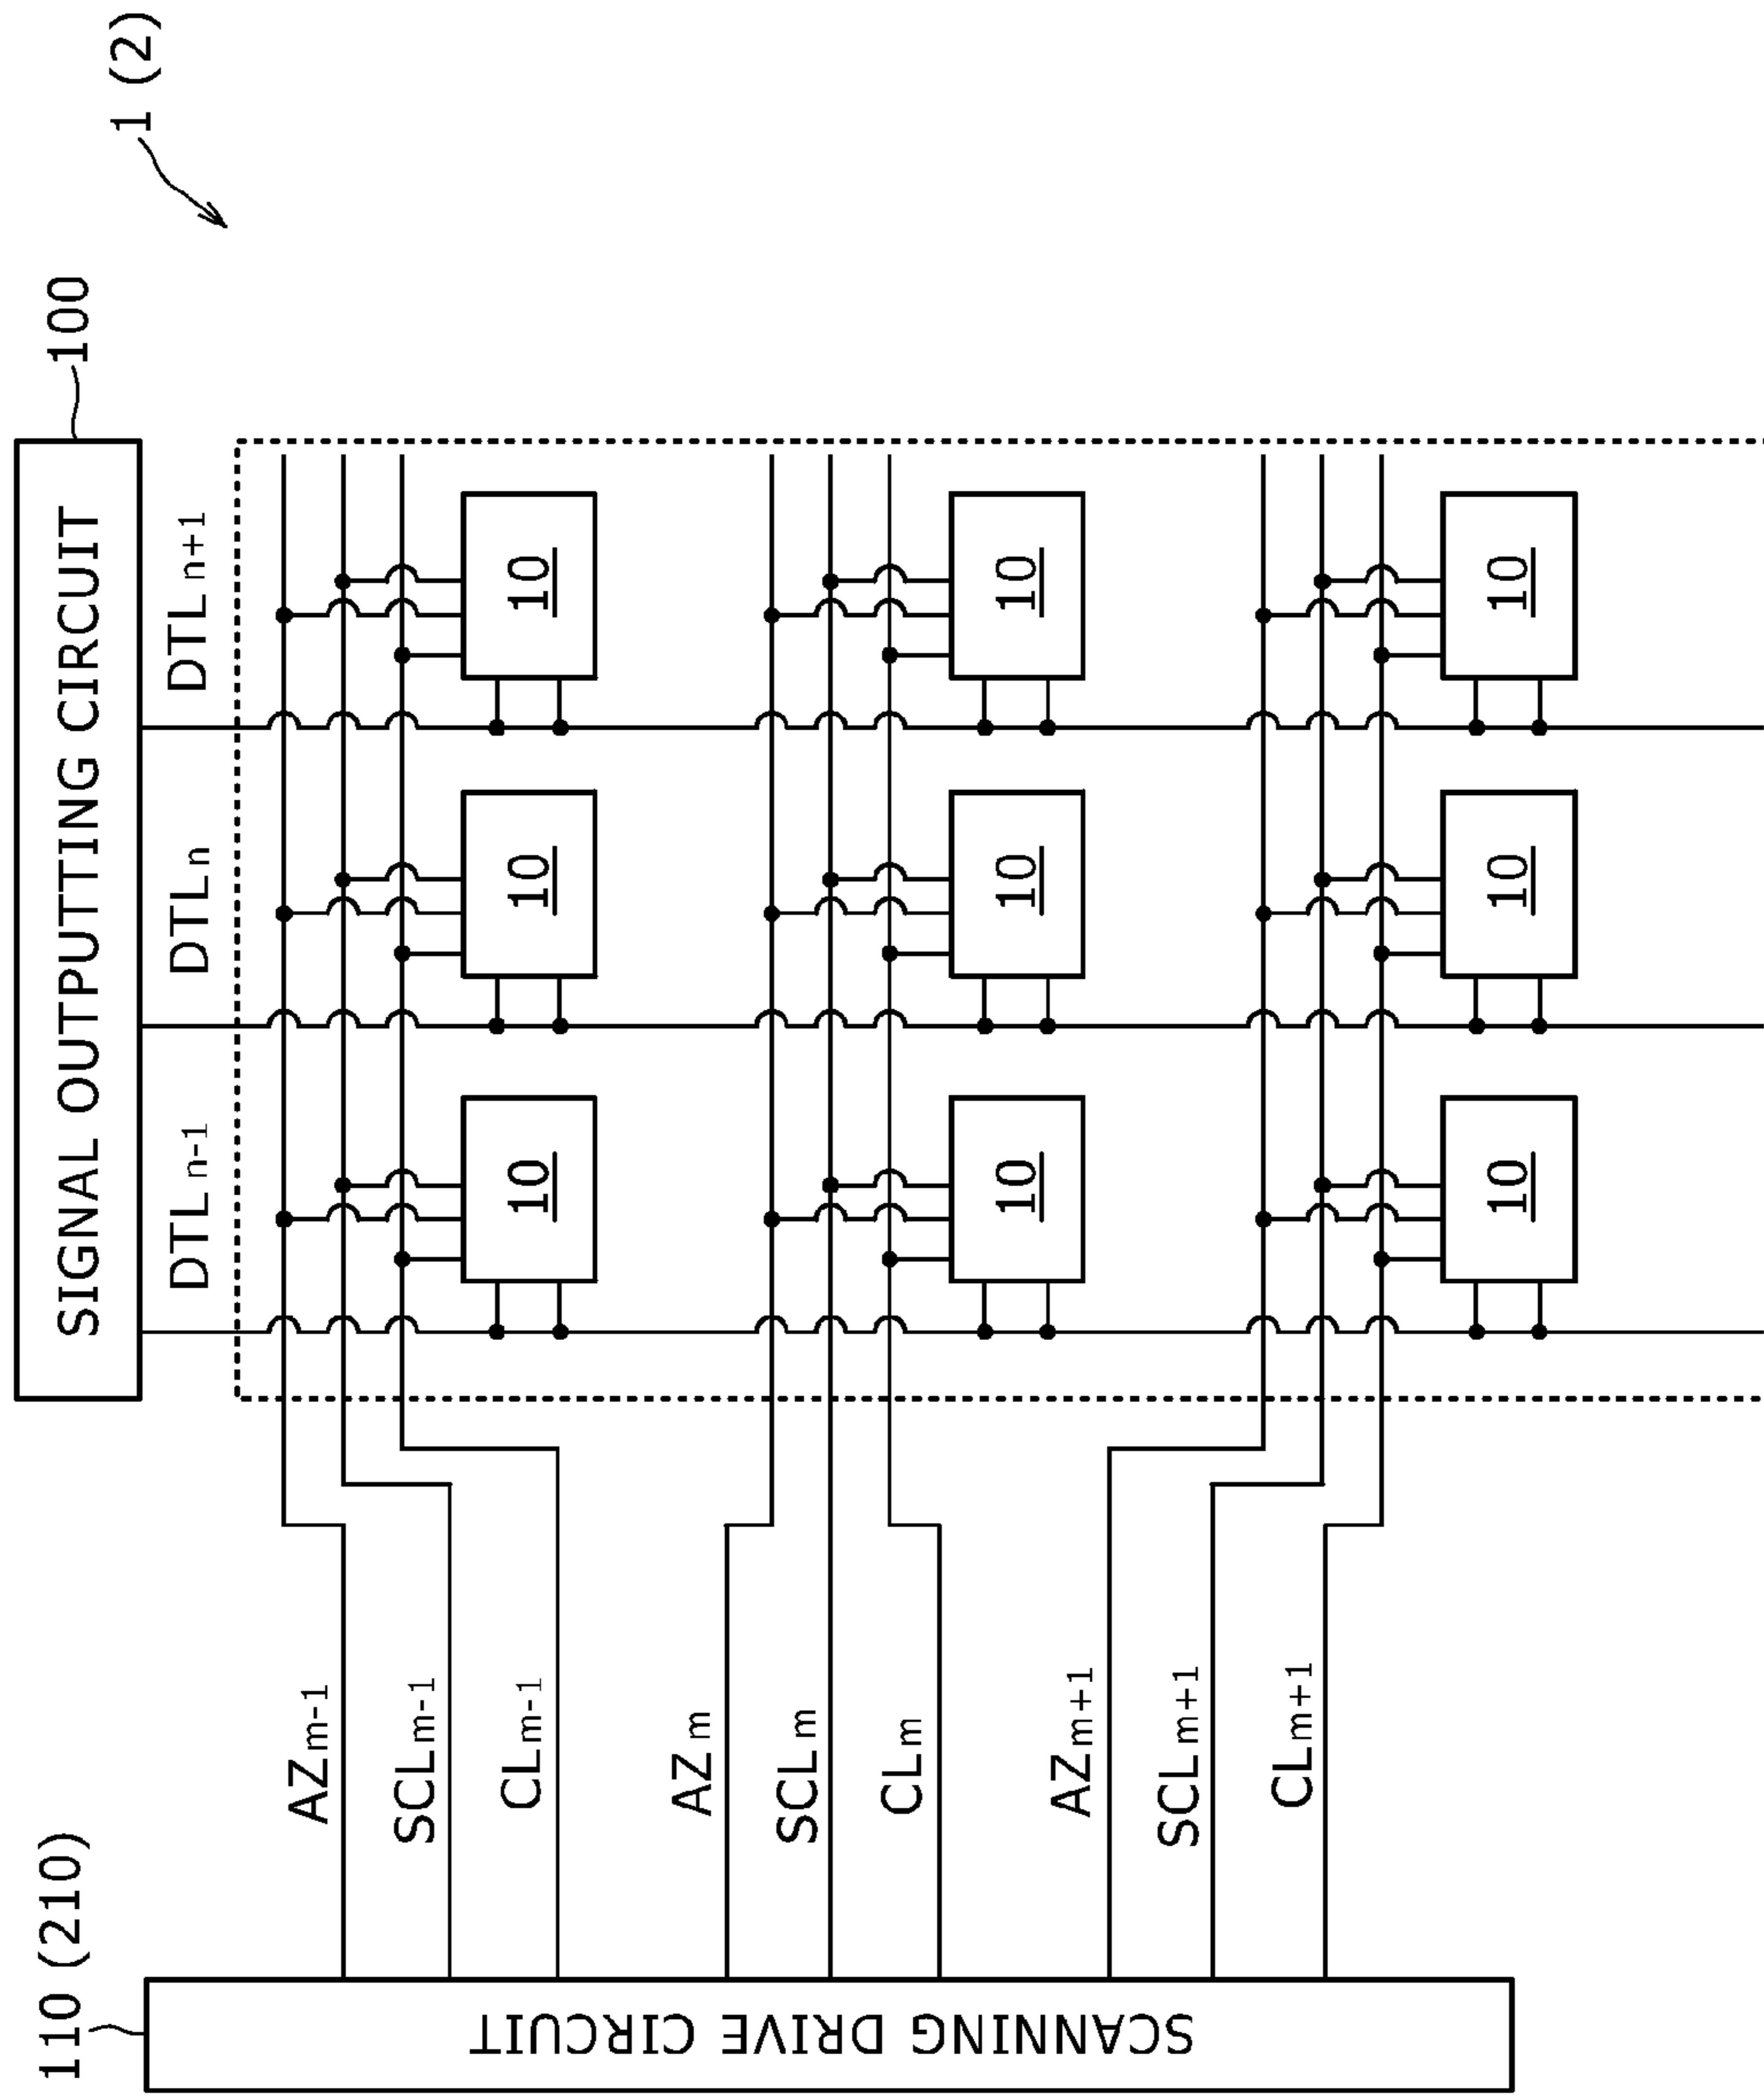 1 (2)
100
SIGNAL OUTPUTTING CIRCUIT
DTLn-1
DTLn
DTLn+1
110 (210)
SCANNING DRIVE CIRCUIT
AZm-1
SCLm-1
CLm-1
10
10
10
AZm
SCLm
CLm
10
10
10
AZm+1
SCLm+1
CLm+1
10
10
10